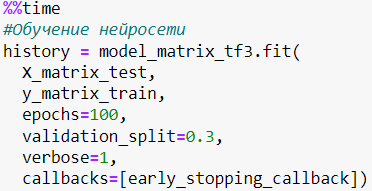 %%time
#Обучение нейросети
history = model_matrix_tf3.fit(
X_matrix_test,
y_matrix_train,
epochs=100,
validation_split=0.3,
verbose=1,
callbacks=[early_stopping_callback])